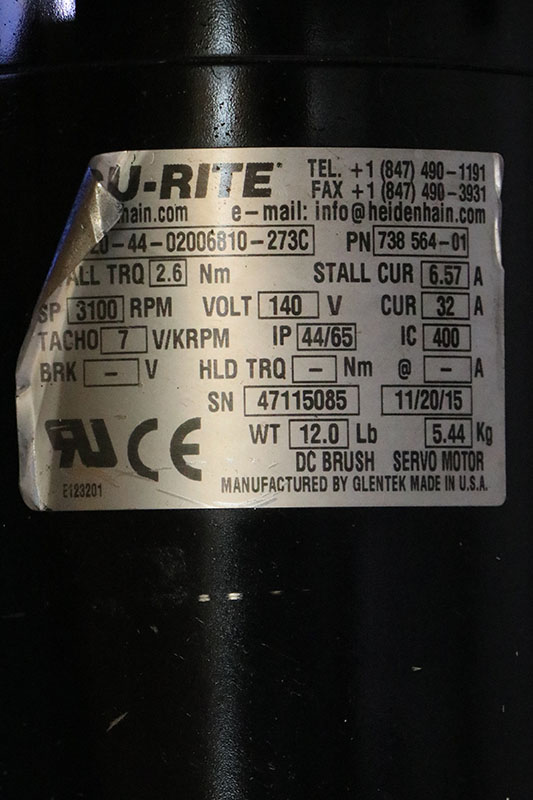 U-RITE TEL. +1 (847) 490-1191
FAX +1 (847) 490-3931
hain.com e-mail: info@heidenhain.com
20-44-02006810-273C PN 738 564-01
ALL TRQ 2.6 Nm STALL CUR 6.57 A
SP 3100 RPM VOLT 140 V CUR 32 A
TACHO 7 V/KRPM IP 44/65 IC 400
BRK - V HLD TRQ - Nm @ - A
SN 47115085 11/20/15
WT 12.0 Lb 5.44 Kg
RU CE DC BRUSH SERVO MOTOR
E123201 MANUFACTURED BY GLENTEK MADE IN U.S.A.